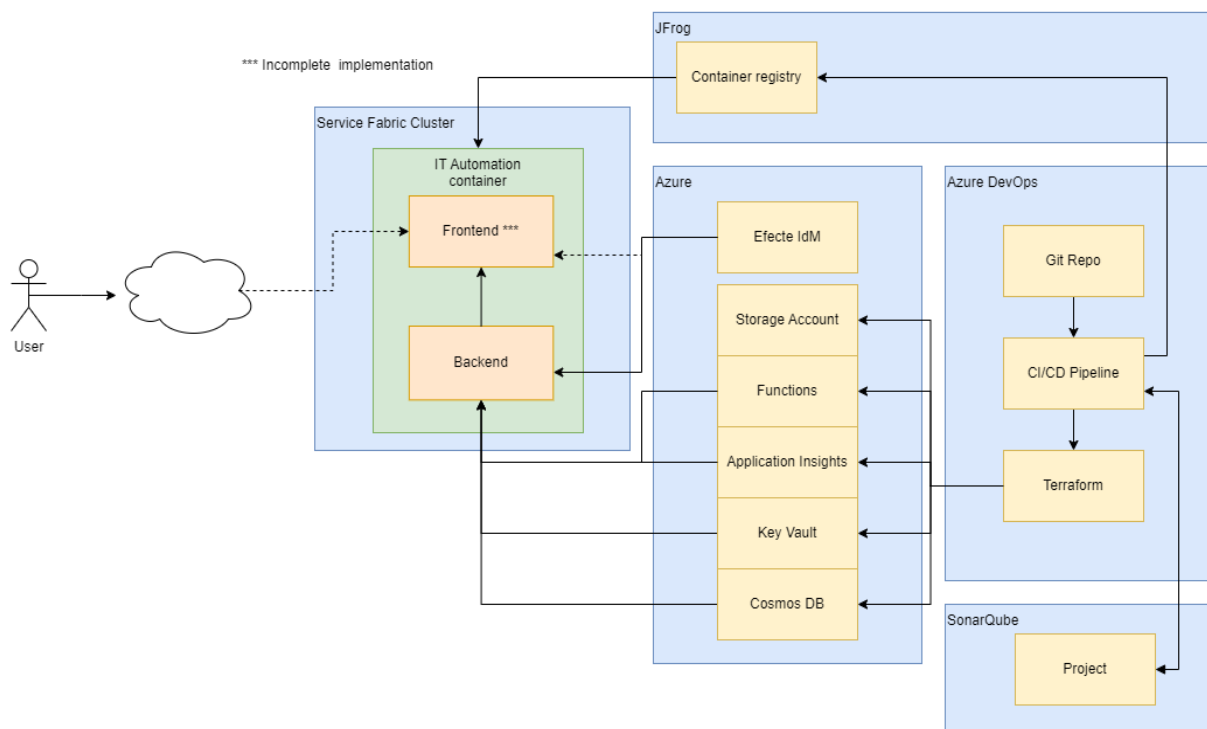 JFrog
*** Incomplete implementation
Container registry
Service Fabric Cluster
IT Automation
container
Frontend ***
Backend
User
Azure
Efecte IdM
Storage Account
Functions
Application Insights
Key Vault
Cosmos DB
Azure DevOps
Git Repo
CI/CD Pipeline
Terraform
SonarQube
Project